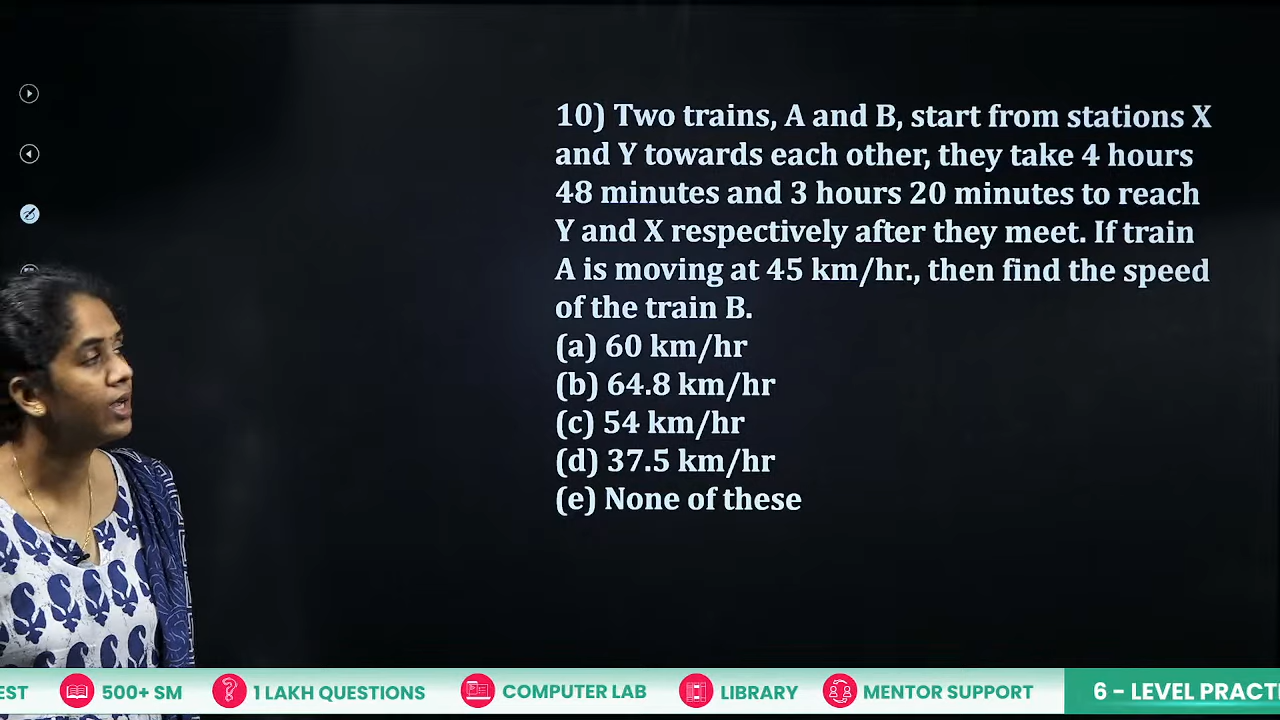 10) Two trains, A and B, start from stations X
and Y towards each other, they take 4 hours
48 minutes and 3 hours 20 minutes to reach
Y and X respectively after they meet. If train
A is moving at 45 km/hr., then find the speed
of the train B.
(a) 60 km/hr
(b) 64.8 km/hr
(c) 54 km/hr
(d) 37.5 km/hr
(e) None of these
EST 500+ SM 1 LAKH QUESTIONS COMPUTER LAB LIBRARY MENTOR SUPPORT 6 - LEVEL PRACTI